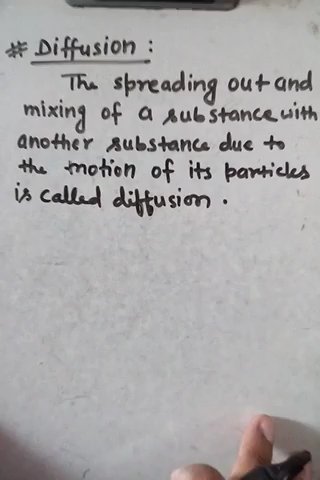 # Diffusion :
The spreading out and
mixing of a substance with
another substance due to
the motion of its particles
is called diffusion .